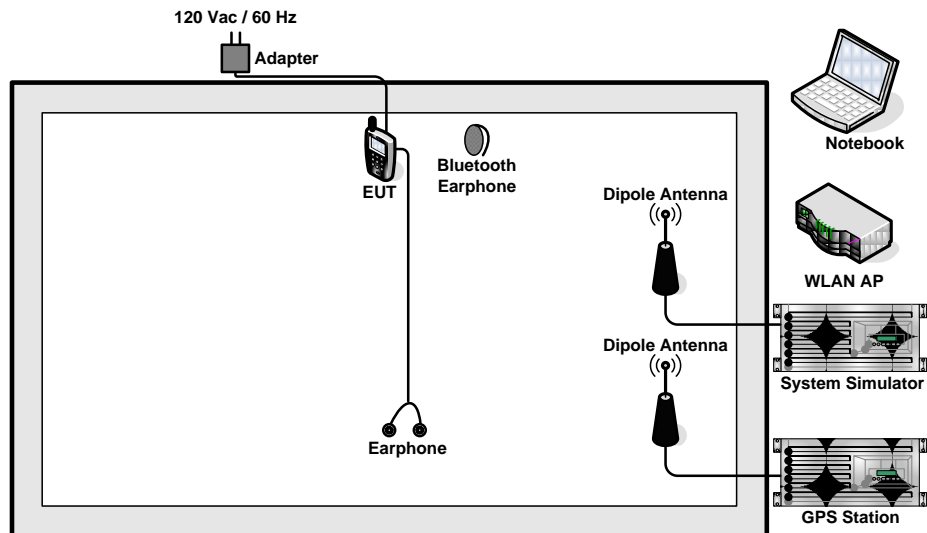 120 Vac / 60 Hz
Adapter
Notebook
EUT
Bluetooth
Earphone
Dipole Antenna
WLAN AP
Dipole Antenna
System Simulator
Earphone
GPS Station